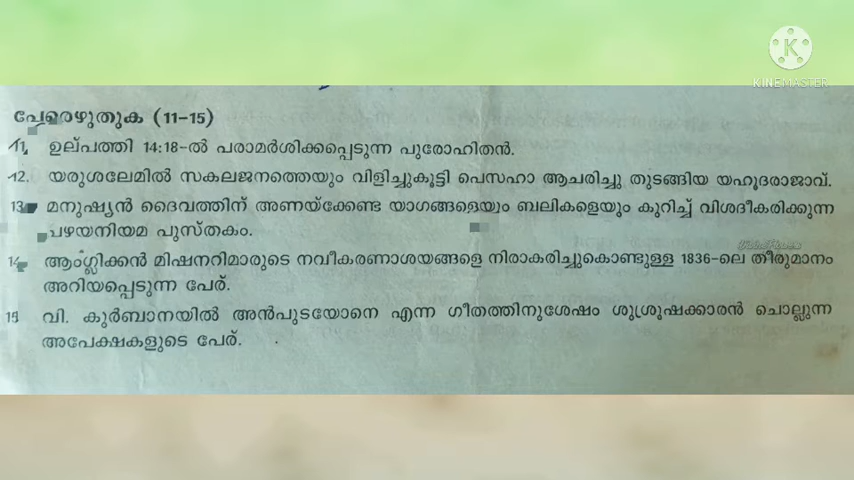 K
KINEMASTER
പേരെഴുതുക (11-15)
11. ഉല്പത്തി 14:18-ൽ പരാമർശിക്കപ്പെടുന്ന പുരോഹിതൻ.
12. യരുശലേമിൽ സകലജനത്തെയും വിളിച്ചുകൂട്ടി പെസഹാ ആചരിച്ചു തുടങ്ങിയ യഹൂദരാജാവ്.
13 മനുഷ്യൻ ദൈവത്തിന് അണയ്ക്കേണ്ട യാഗങ്ങളെയും ബലികളെയും കുറിച്ച് വിശദീകരിക്കുന്ന
പഴയനിയമ പുസ്തകം.
14 ആംഗ്ലിക്കൻ മിഷനറിമാരുടെ നവീകരണാശയങ്ങളെ നിരാകരിച്ചുകൊണ്ടുള്ള 1836-ലെ തീരുമാനം
അറിയപ്പെടുന്ന പേര്.
15 വി. കുർബാനയിൽ അൻപുടയോനെ എന്ന ഗീതത്തിനുശേഷം ശുശ്രൂഷക്കാരൻ ചൊല്ലുന്ന
അപേക്ഷകളുടെ പേര്.